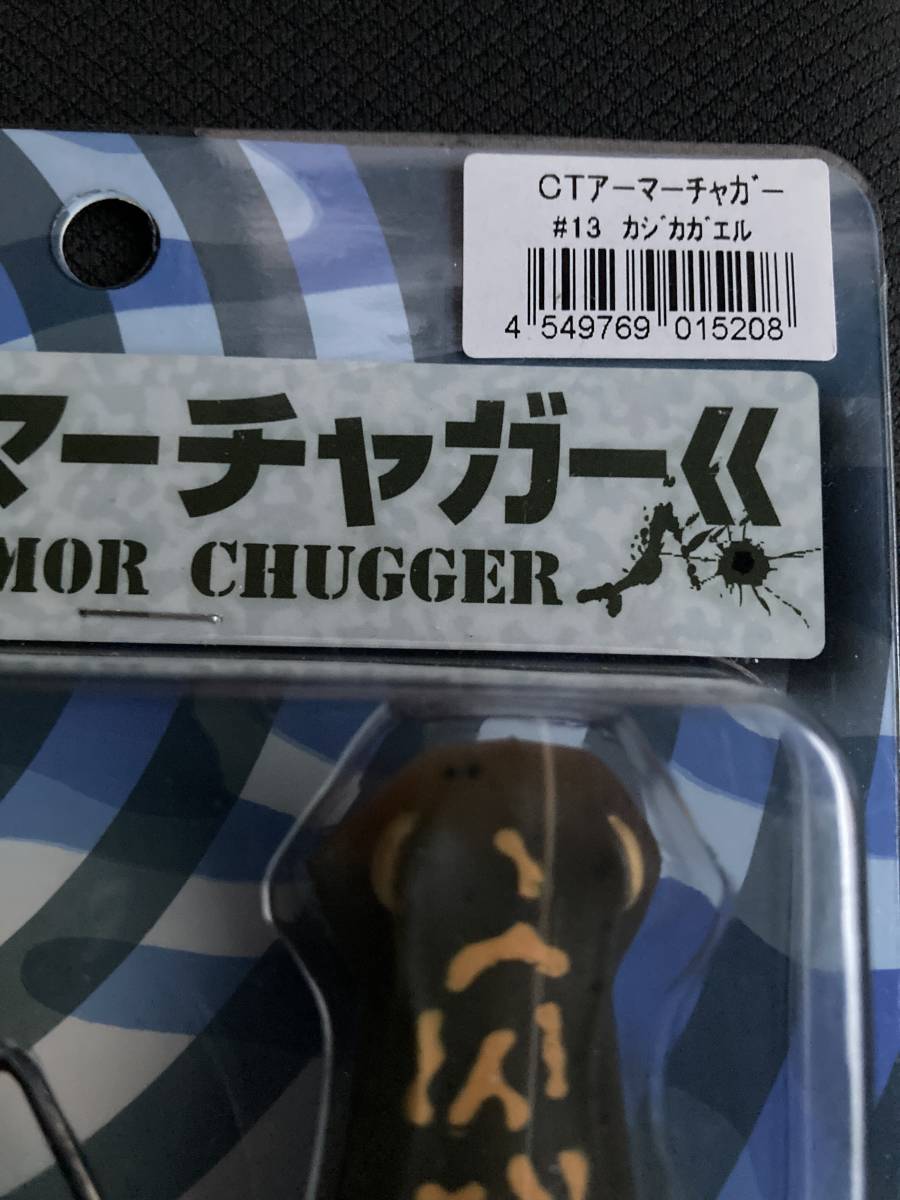 CTアーマーチャガー
#13 カジカガエル
4 549769 015208
マーチャガー
MOR CHUGGER